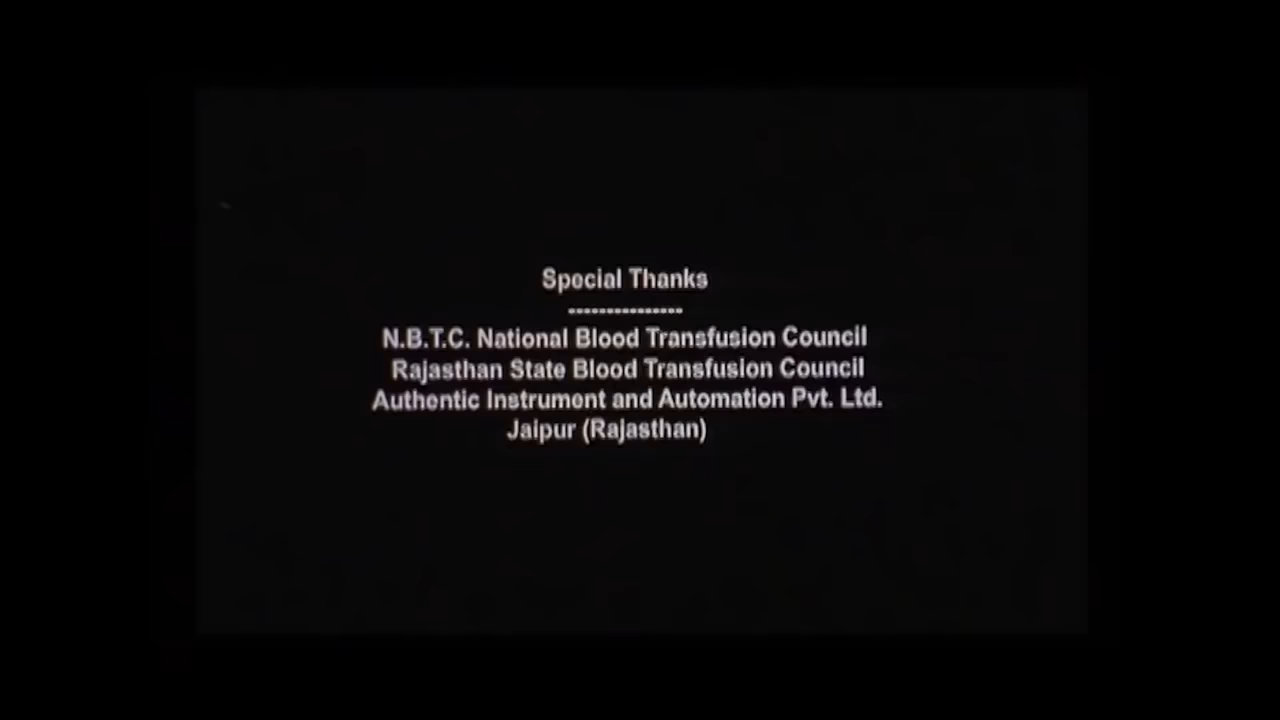 Special Thanks
---------------
N.B.T.C. National Blood Transfusion Council
Rajasthan State Blood Transfusion Council
Authentic Instrument and Automation Pvt. Ltd.
Jaipur (Rajasthan)